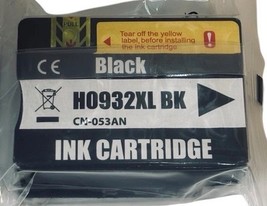 Tear off the yellow
label, before installing
the ink cartridge.
CE Black
H0932XL BK
CN-053AN
INK CARTRIDGE